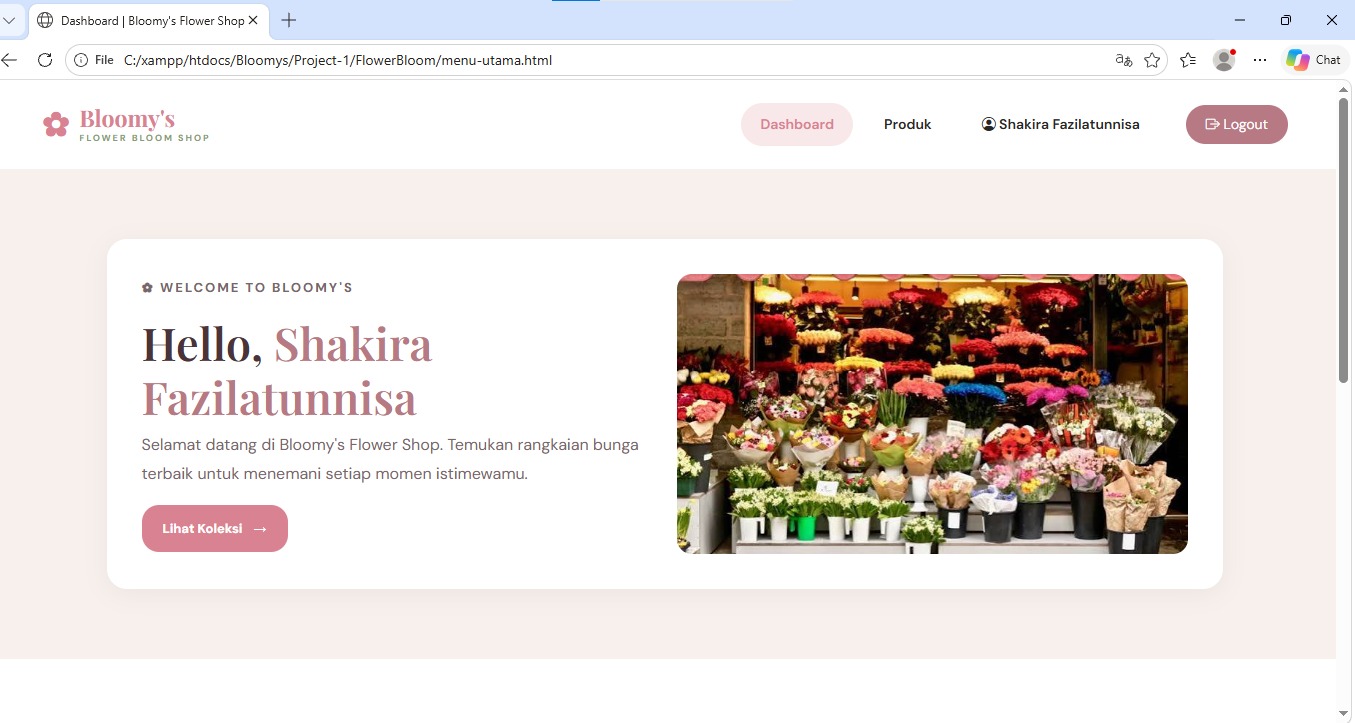 Dashboard | Bloomy's Flower Shop
File C:/xampp/htdocs/Bloomys/Project-1/FlowerBloom/menu-utama.html
Chat
Bloomy's
FLOWER BLOOM SHOP
Dashboard
Produk
Shakira Fazilatunnisa
Logout
WELCOME TO BLOOMY'S
Hello, Shakira
Fazilatunnisa
Selamat datang di Bloomy's Flower Shop. Temukan rangkaian bunga
terbaik untuk menemani setiap momen istimewamu.
Lihat Koleksi →